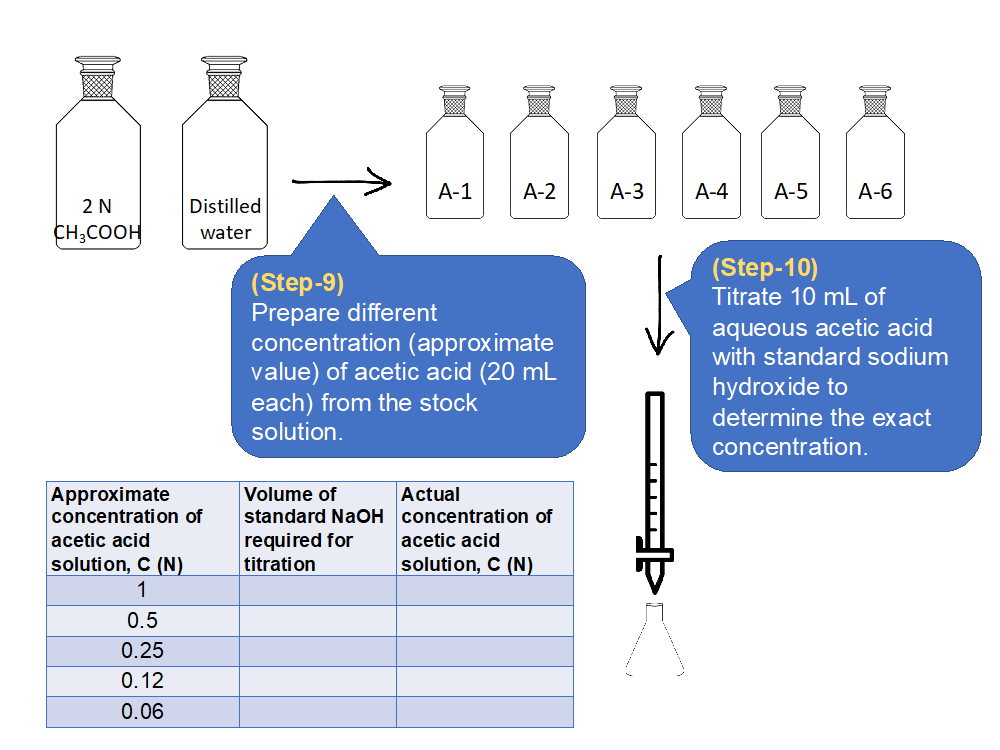 2 N
CH₃COOH
Distilled
water
A-1
A-2
A-3
A-4
A-5
A-6
(Step-9)
Prepare different
concentration (approximate
value) of acetic acid (20 mL
each) from the stock
solution.
(Step-10)
Titrate 10 mL of
aqueous acetic acid
with standard sodium
hydroxide to
determine the exact
concentration.
Approximate
concentration of
acetic acid
solution, C (N)
Volume of
standard NaOH
required for
titration
Actual
concentration of
acetic acid
solution, C (N)
1
0.5
0.25
0.12
0.06